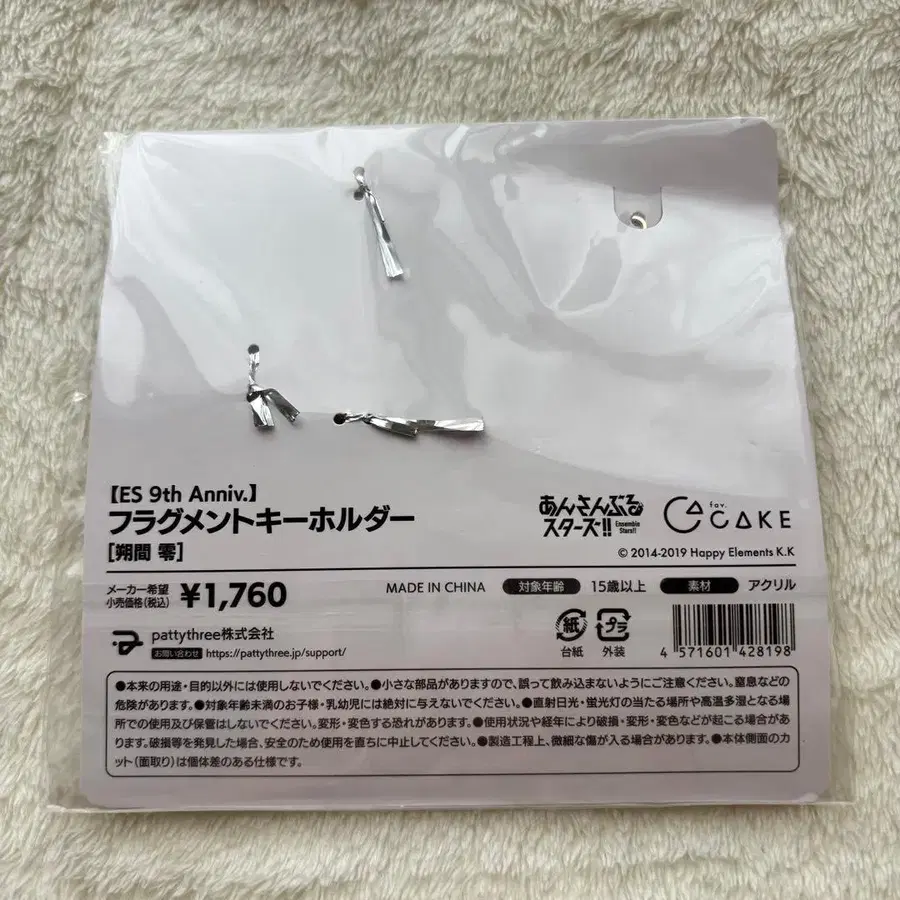 【ES 9th Anniv.】
フラグメントキーホルダー
[朔間 零]
あんさんぶる
スターズ!!
Ensemble
Stars!!
fav.
CAKE
© 2014-2019 Happy Elements K.K
メーカー希望
小売価格(税込)
¥1,760
MADE IN CHINA
対象年齢 15歳以上
素材 アクリル
pattythree株式会社
お問い合わせ https://pattythree.jp/support/
紙
台紙
プラ
外装
4 571601 428198
●本来の用途・目的以外には使用しないでください。●小さな部品がありますので、誤って飲み込まないようにご注意ください。窒息などの
危険があります。●対象年齢未満のお子様・乳幼児には絶対に与えないでください。●直射日光・蛍光灯の当たる場所や高温多湿となる場
所での使用及び保管はしないでください。変形・変色する恐れがあります。●使用状況や経年により破損・変形・変色などが起こる場合があ
ります。破損等を発見した場合、安全のため使用を直ちに中止してください。●製造工程上、微細な傷が入る場合があります。●本体側面のカ
ット(面取り)は個体差のある仕様です。